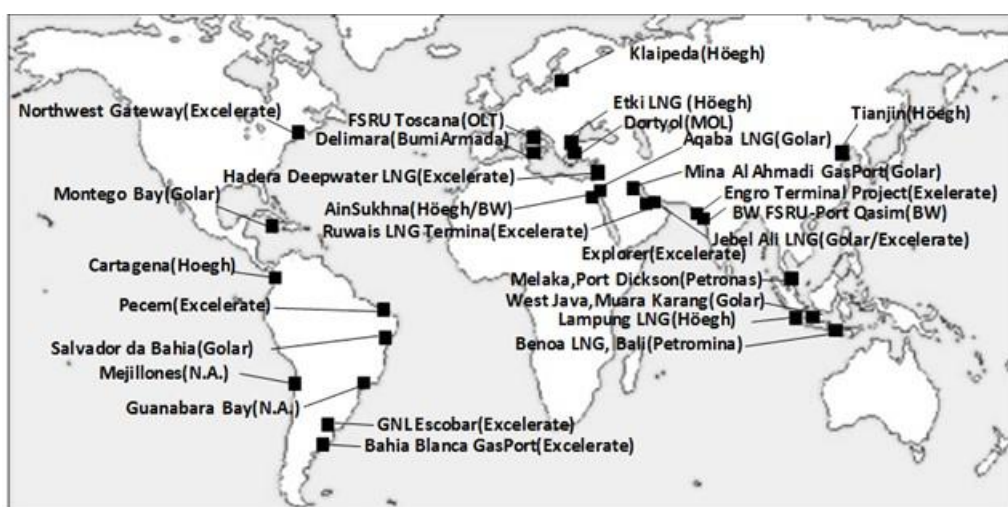 Klaipeda(Höegh)
Northwest Gateway(Excelerate)
FSRU Toscana(OLT)
Etki LNG (Höegh)
Tianjin(Höegh)
Delimara(BumiArmada)
Dortyol(MOL)
Aqaba LNG(Golar)
Hadera Deepwater LNG(Excelerate)
Mina Al Ahmadi GasPort(Golar)
Montego Bay(Golar)
Engro Termina; Project(Exelerate)
AinSukhna(Höegh/BW)
BW FSRU-Port Qasim(BW)
Ruwais LNG Termina(Excelerate)
Jebel Ali LNG(Golar/Excelerate)
Explorer(Excelerate)
Cartagena(Hoegh)
Melaka,Port Dickson(Petronas)
Pecem(Excelerate)
West Java,Muara Karang(Golar)
Lampung LNG(Höegh)
Salvador da Bahia(Golar)
Benoa LNG, Bali(Petromina)
Mejillones(N.A.)
Guanabara Bay(N.A.)
GNL Escobar(Excelerate)
Bahia Blanca GasPort(Excelerate)